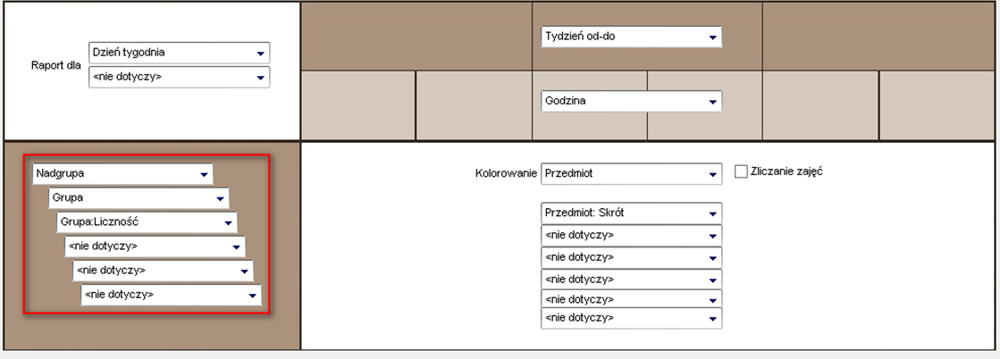 Raport dla
Dzień tygodnia
<nie dotyczy>
Tydzień od-do
Godzina
Nadgrupa
Grupa
Grupa:Liczność
<nie dotyczy>
<nie dotyczy>
<nie dotyczy>
Kolorowanie Przedmiot Zliczanie zajęć
Przedmiot: Skrót
<nie dotyczy>
<nie dotyczy>
<nie dotyczy>
<nie dotyczy>
<nie dotyczy>